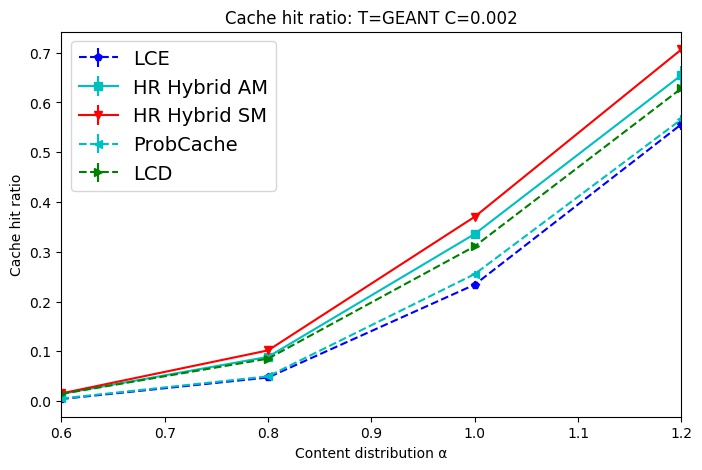 Cache hit ratio: T=GEANT C=0.002
LCE
HR Hybrid AM
HR Hybrid SM
ProbCache
LCD
Cache hit ratio
0.7
0.6
0.5
0.4
0.3
0.2
0.1
0.0
0.6 0.7 0.8 0.9 1.0 1.1 1.2
Content distribution α